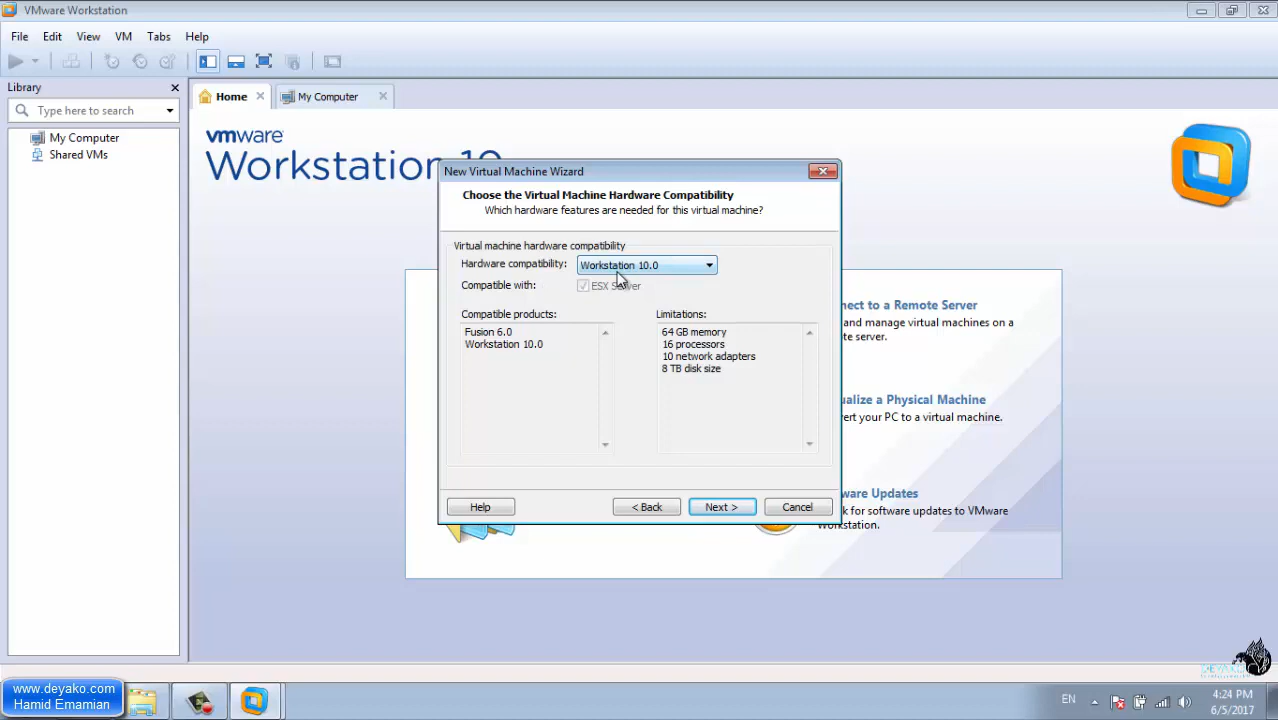 VMware Workstation
File Edit View VM Tabs Help
Library
Type here to search
My Computer
Shared VMs
Home
My Computer
vmware
Workstation 10
New Virtual Machine Wizard
Choose the Virtual Machine Hardware Compatibility
Which hardware features are needed for this virtual machine?
Virtual machine hardware compatibility
Hardware compatibility: Workstation 10.0
Compatible with: ESX Server
Compatible products:
Fusion 6.0
Workstation 10.0
Limitations:
64 GB memory
16 processors
10 network adapters
8 TB disk size
Help < Back Next > Cancel
nect to a Remote Server
and manage virtual machines on a
te server.
ualize a Physical Machine
vert your PC to a virtual machine.
ware Updates
k for software updates to VMware
Workstation.
DEYAKO
www.deyako.com
Hamid Emamian
EN
4:24 PM
6/5/2017